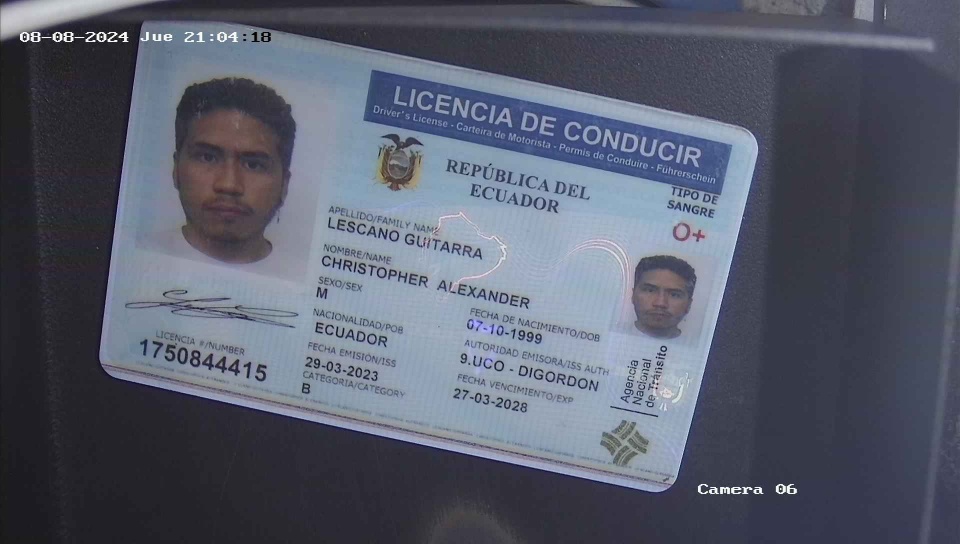 08-08-2024 Jue 21:04:18
LICENCIA DE CONDUCIR
Driver's License - Carteira de Motorista - Permis de Conduire - Führerschein
REPÚBLICA DEL
ECUADOR
TIPO DE
SANGRE
O+
APELLIDO/FAMILY NAME
LESCANO GUITARRA
NOMBRE/NAME
CHRISTOPHER ALEXANDER
SEXO/SEX
M
FECHA DE NACIMIENTO/DOB
07-10-1999
NACIONALIDAD/POB
ECUADOR
AUTORIDAD EMISORA/ISS AUTH
9.UCO - DIGORDON
FECHA EMISIÓN/ISS
29-03-2023
FECHA VENCIMIENTO/EXP
27-03-2028
CATEGORIA/CATEGORY
B
LICENCIA #/NUMBER
1750844415
Agencia
Nacional
de Tránsito
Camera 06